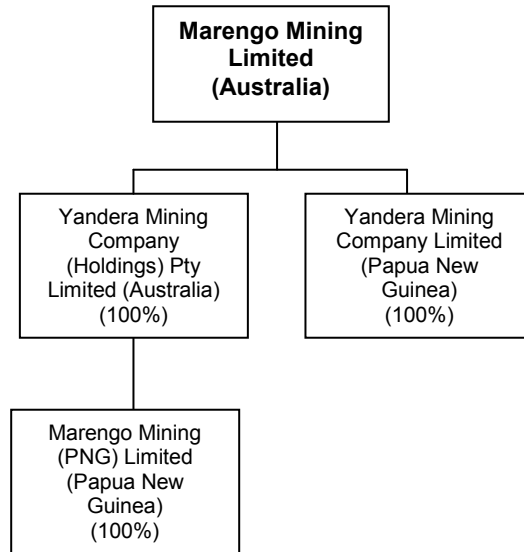 Marengo Mining
Limited
(Australia)
Yandera Mining
Company
(Holdings) Pty
Limited (Australia)
(100%)
Yandera Mining
Company Limited
(Papua New
Guinea)
(100%)
Marengo Mining
(PNG) Limited
(Papua New
Guinea)
(100%)